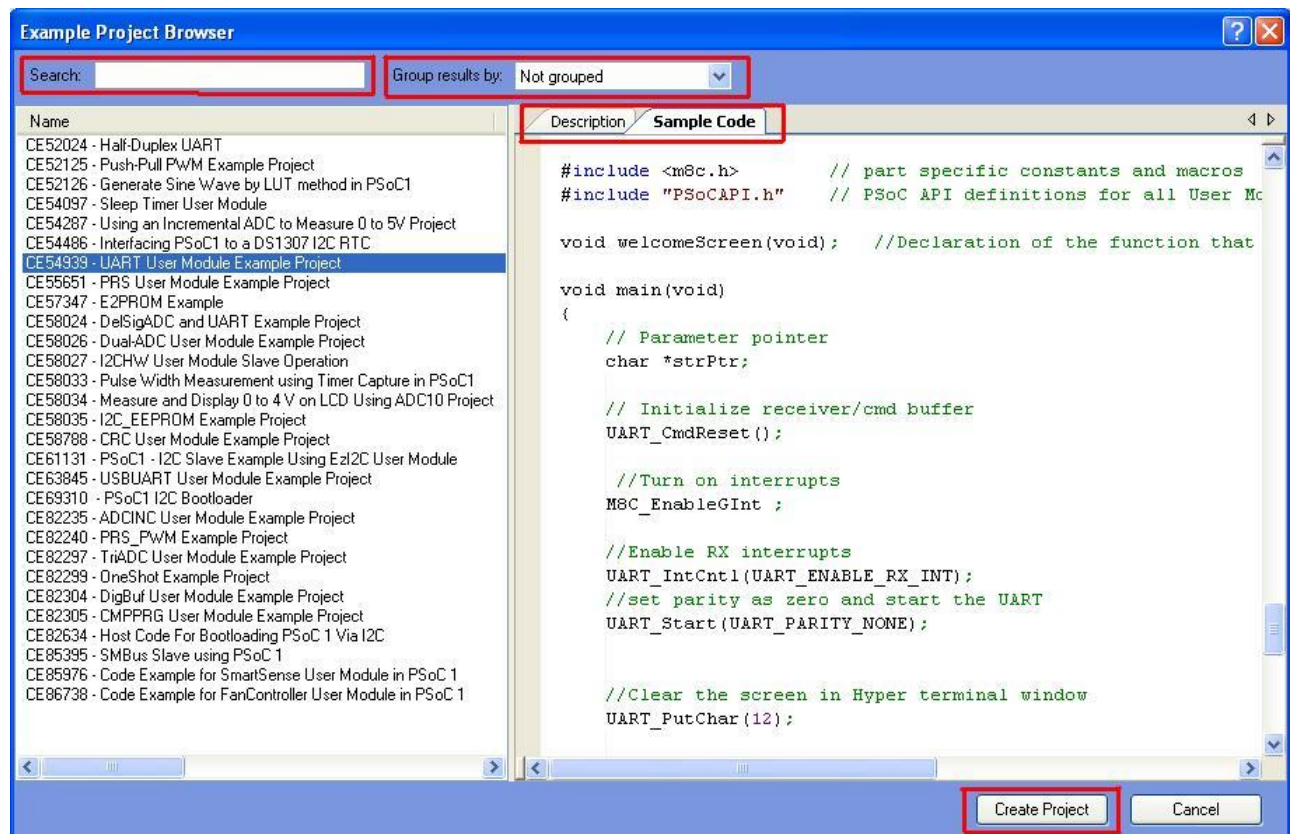 Example Project Browser
Search:
Group results by: Not grouped
Name
CE52024 - Half-Duplex UART
CE52125 - Push-Pull PWM Example Project
CE52126 - Generate Sine Wave by LUT method in PSoC1
CE54097 - Sleep Timer User Module
CE54287 - Using an Incremental ADC to Measure 0 to 5V Project
CE54486 - Interfacing PSoC1 to a DS1307 I2C RTC
CE54939 - UART User Module Example Project
CE55651 - PRS User Module Example Project
CE57347 - E2PROM Example
CE58024 - DelSigADC and UART Example Project
CE58026 - Dual-ADC User Module Example Project
CE58027 - I2CHW User Module Slave Operation
CE58033 - Pulse Width Measurement using Timer Capture in PSoC1
CE58034 - Measure and Display 0 to 4 V on LCD Using ADC10 Project
CE58035 - I2C_EEPROM Example Project
CE58788 - CRC User Module Example Project
CE61131 - PSoC1 - I2C Slave Example Using EzI2C User Module
CE63845 - USBUART User Module Example Project
CE69310 - PSoC1 I2C Bootloader
CE82235 - ADCINC User Module Example Project
CE82240 - PRS_PWM Example Project
CE82297 - TriADC User Module Example Project
CE82299 - OneShot Example Project
CE82304 - DigBuf User Module Example Project
CE82305 - CMPPRG User Module Example Project
CE82634 - Host Code For Bootloading PSoC 1 Via I2C
CE85395 - SMBus Slave using PSoC 1
CE85976 - Code Example for SmartSense User Module in PSoC 1
CE86738 - Code Example for FanController User Module in PSoC 1
Description Sample Code
#include <m8c.h> // part specific constants and macros
#include "PSoCAPI.h" // PSoC API definitions for all User Mo
void welcomeScreen(void); //Declaration of the function that
void main(void)
{
// Parameter pointer
char *strPtr;
// Initialize receiver/cmd buffer
UART_CmdReset();
//Turn on interrupts
M8C_EnableGInt ;
//Enable RX interrupts
UART_IntCntl(UART_ENABLE_RX_INT);
//set parity as zero and start the UART
UART_Start(UART_PARITY_NONE);
//Clear the screen in Hyper terminal window
UART_PutChar(12);
Create Project
Cancel